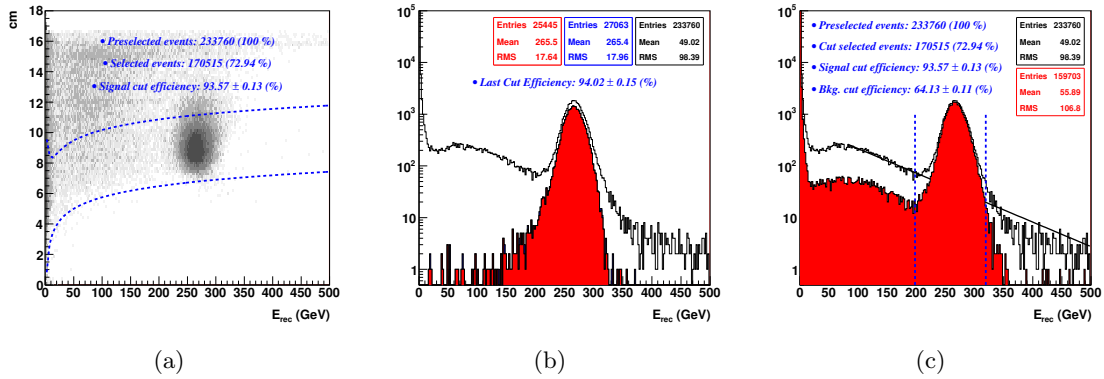 cm
18
16
14
12
10
8
6
4
2
0
• Preselected events: 233760 (100 %)
• Selected events: 170515 (72.94 %)
• Signal cut efficiency: 93.57 ± 0.13 (%)
0 50 100 150 200 250 300 350 400 450 500
E_rec (GeV)
(a)
10^5
10^4
10^3
10^2
10
1
Entries 25445
Mean 265.5
RMS 17.64
Entries 27063
Mean 265.4
RMS 17.96
Entries 233760
Mean 49.02
RMS 98.39
• Last Cut Efficiency: 94.02 ± 0.15 (%)
0 50 100 150 200 250 300 350 400 450 500
E_rec (GeV)
(b)
10^5
10^4
10^3
10^2
10
1
• Preselected events: 233760 (100 %)
• Cut selected events: 170515 (72.94 %)
• Signal cut efficiency: 93.57 ± 0.13 (%)
• Bkg. cut efficiency: 64.13 ± 0.11 (%)
Entries 233760
Mean 49.02
RMS 98.39
Entries 159703
Mean 55.89
RMS 106.8
0 50 100 150 200 250 300 350 400 450 500
E_rec (GeV)
(c)